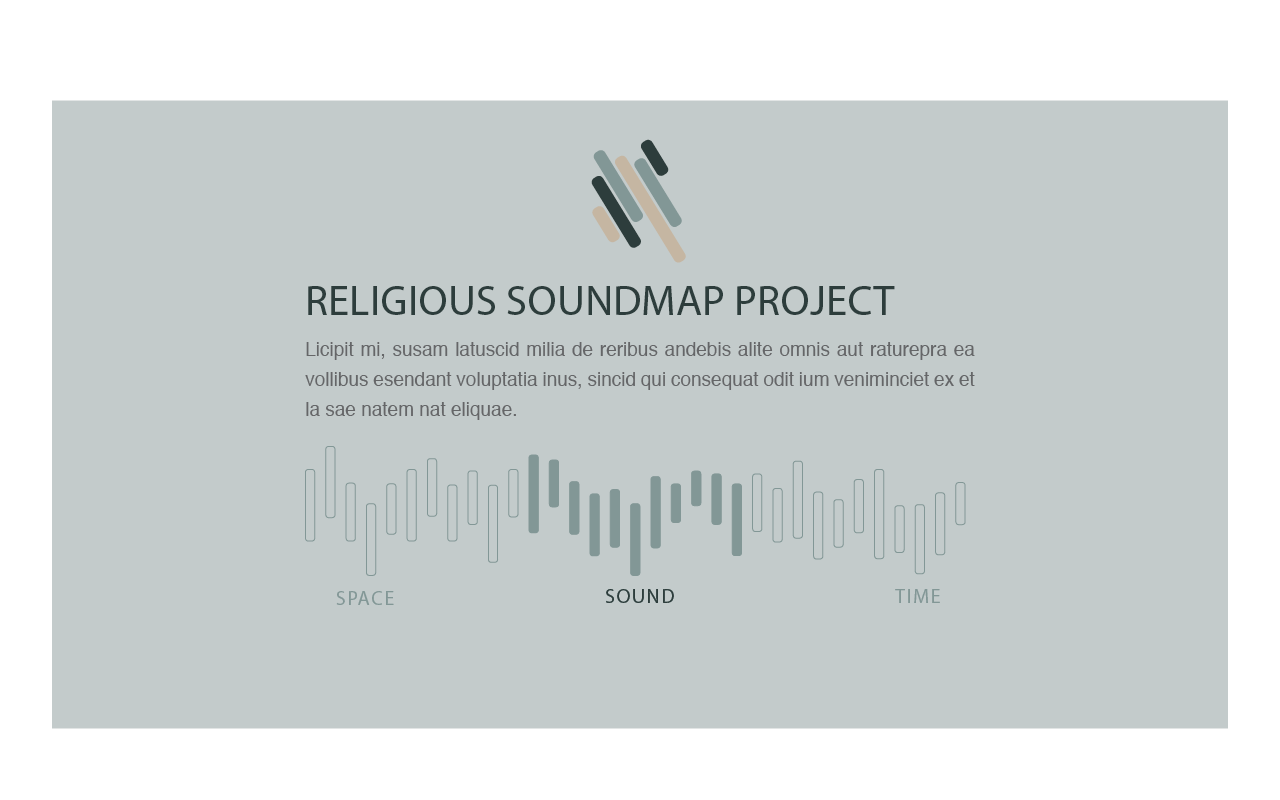 RELIGIOUS SOUNDMAP PROJECT
Licipit mi, susam latuscid milia de reribus andebis alite omnis aut raturepra ea
vollibus esendant voluptatia inus, sincid qui consequat odit ium veniminciet ex et
la sae natem nat eliquae.
SPACE
SOUND
TIME